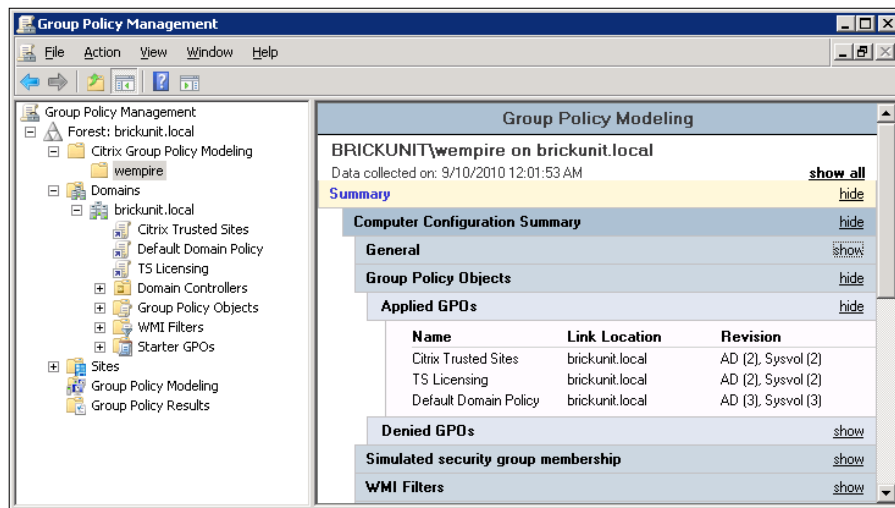 Group Policy Management
File Action View Window Help
Group Policy Management
Forest: brickunit.local
Citrix Group Policy Modeling
wempire
Domains
brickunit.local
Citrix Trusted Sites
Default Domain Policy
TS Licensing
Domain Controllers
Group Policy Objects
WMI Filters
Starter GPOs
Sites
Group Policy Modeling
Group Policy Results
Group Policy Modeling
BRICKUNIT\wempire on brickunit.local
Data collected on: 9/10/2010 12:01:53 AM show all
Summary hide
Computer Configuration Summary hide
General show
Group Policy Objects hide
Applied GPOs hide
Name Link Location Revision
Citrix Trusted Sites brickunit.local AD (2), Sysvol (2)
TS Licensing brickunit.local AD (2), Sysvol (2)
Default Domain Policy brickunit.local AD (3), Sysvol (3)
Denied GPOs show
Simulated security group membership show
WMI Filters show